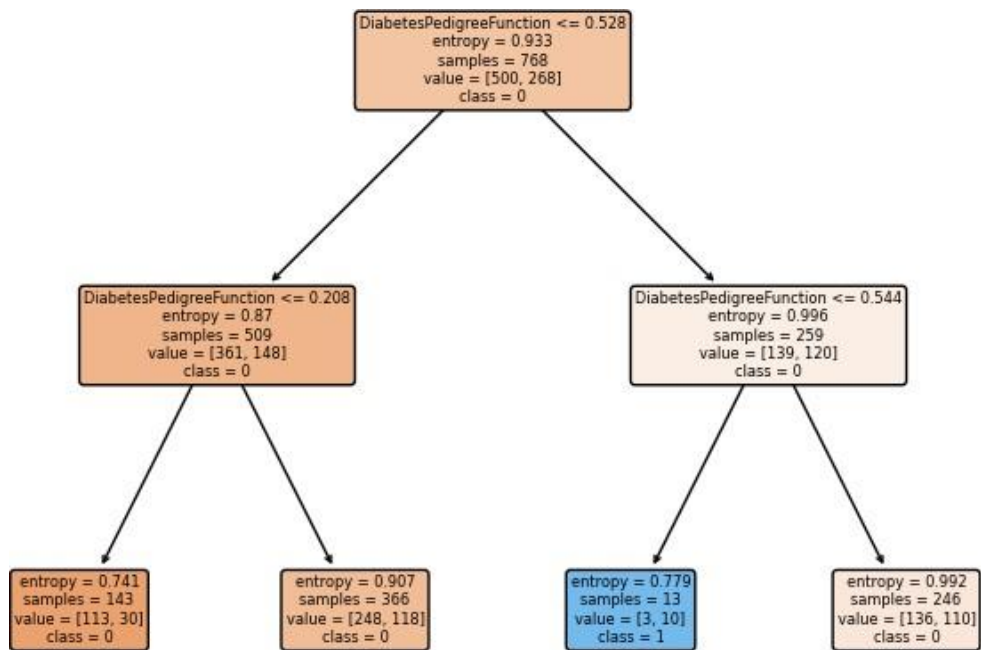 DiabetesPedigreeFunction <= 0.528
entropy = 0.933
samples = 768
value = [500, 268]
class = 0
DiabetesPedigreeFunction <= 0.208
entropy = 0.87
samples = 509
value = [361, 148]
class = 0
DiabetesPedigreeFunction <= 0.544
entropy = 0.996
samples = 259
value = [139, 120]
class = 0
entropy = 0.741
samples = 143
value = [113, 30]
class = 0
entropy = 0.907
samples = 366
value = [248, 118]
class = 0
entropy = 0.779
samples = 13
value = [3, 10]
class = 1
entropy = 0.992
samples = 246
value = [136, 110]
class = 0